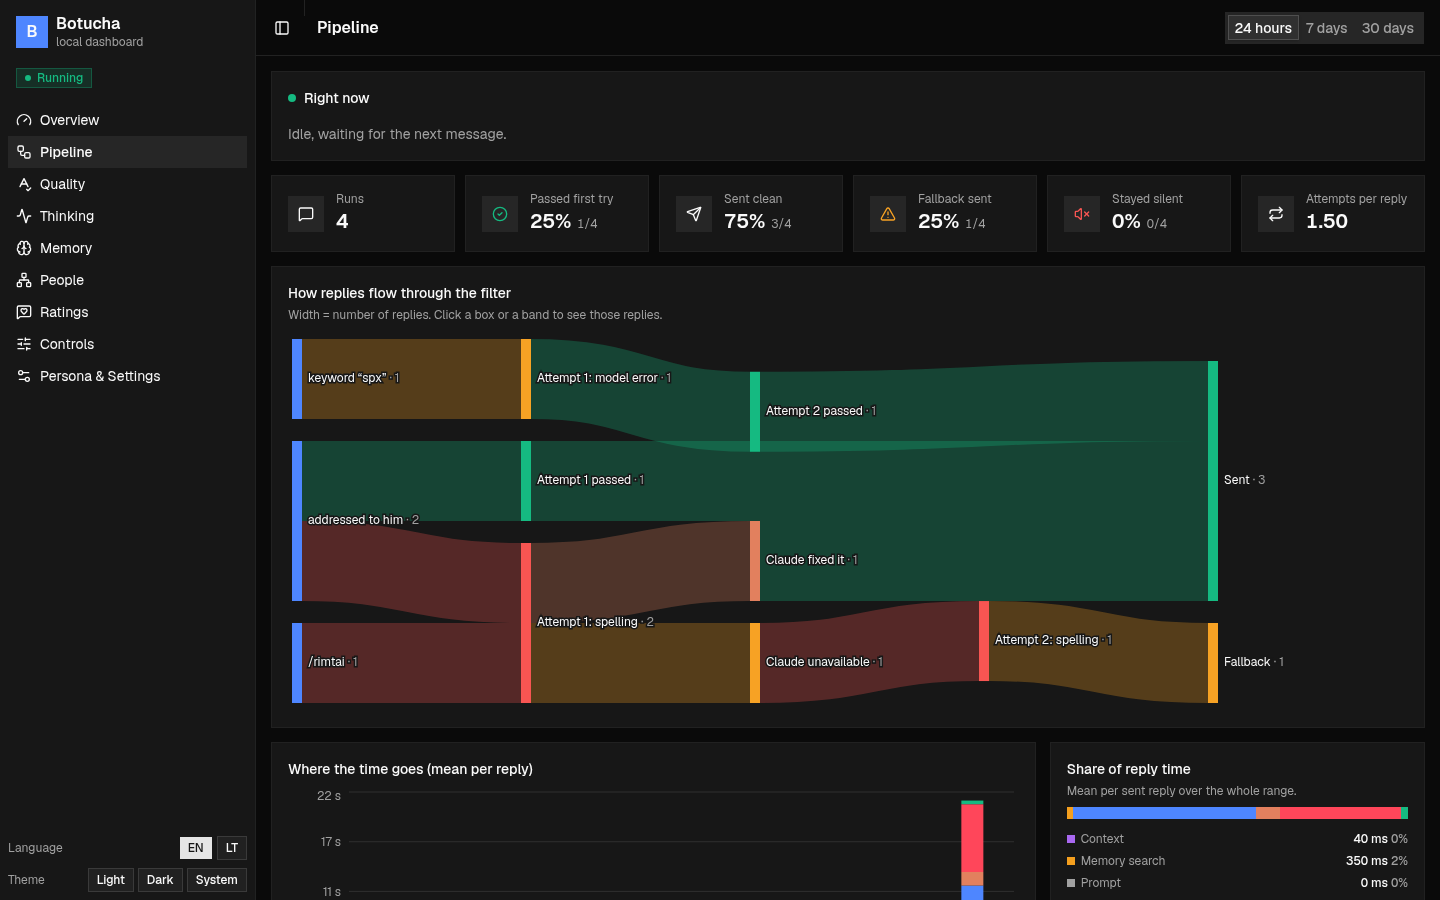 B
Botucha
local dashboard
Running
Overview
Pipeline
Quality
Thinking
Memory
People
Ratings
Controls
Persona & Settings
Language EN LT
Theme Light Dark System
Pipeline
24 hours 7 days 30 days
Right now
Idle, waiting for the next message.
Runs
4
Passed first try
25% 1/4
Sent clean
75% 3/4
Fallback sent
25% 1/4
Stayed silent
0% 0/4
Attempts per reply
1.50
How replies flow through the filter
Width = number of replies. Click a box or a band to see those replies.
keyword “spx” · 1
Attempt 1: model error · 1
Attempt 2 passed · 1
Attempt 1 passed · 1
Sent · 3
addressed to him · 2
Claude fixed it · 1
Attempt 1: spelling · 2
Attempt 2: spelling · 1
/rimtai · 1
Claude unavailable · 1
Fallback · 1
Where the time goes (mean per reply)
22 s
17 s
11 s
Share of reply time
Mean per sent reply over the whole range.
Context 40 ms 0%
Memory search 350 ms 2%
Prompt 0 ms 0%